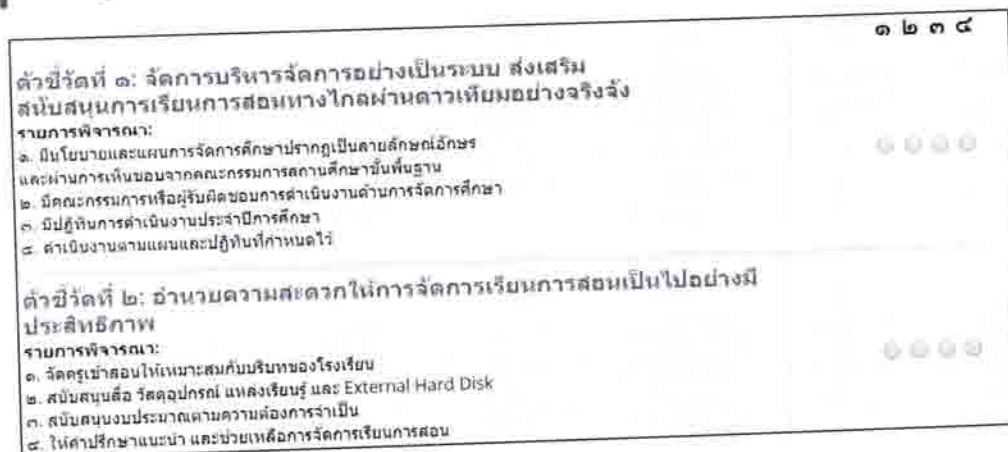 ๑ ๒ ๓ ๔
ตัวชี้วัดที่ ๑: จัดการบริหารจัดการอย่างเป็นระบบ ส่งเสริม
สนับสนุนการเรียนการสอนทางไกลผ่านดาวเทียมอย่างจริงจัง
รายการพิจารณา:
๑. มีนโยบายและแผนการจัดการศึกษาปรากฏเป็นลายลักษณ์อักษร
และผ่านการเห็นชอบจากคณะกรรมการสถานศึกษาขั้นพื้นฐาน
๒. มีคณะกรรมการหรือผู้รับผิดชอบการดำเนินงานด้านการจัดการศึกษา
๓. มีปฏิทินการดำเนินงานประจำปีการศึกษา
๔. ดำเนินงานตามแผนและปฏิทินที่กำหนดไว้
ตัวชี้วัดที่ ๒: อำนวยความสะดวกให้การจัดการเรียนการสอนเป็นไปอย่างมี
ประสิทธิภาพ
รายการพิจารณา:
๑. จัดครูเข้าสอนให้เหมาะสมกับบริบทของโรงเรียน
๒. สนับสนุนสื่อ วัสดุอุปกรณ์ แหล่งเรียนรู้ และ External Hard Disk
๓. สนับสนุนงบประมาณตามความต้องการจำเป็น
๔. ให้คำปรึกษาแนะนำ และช่วยเหลือการจัดการเรียนการสอน